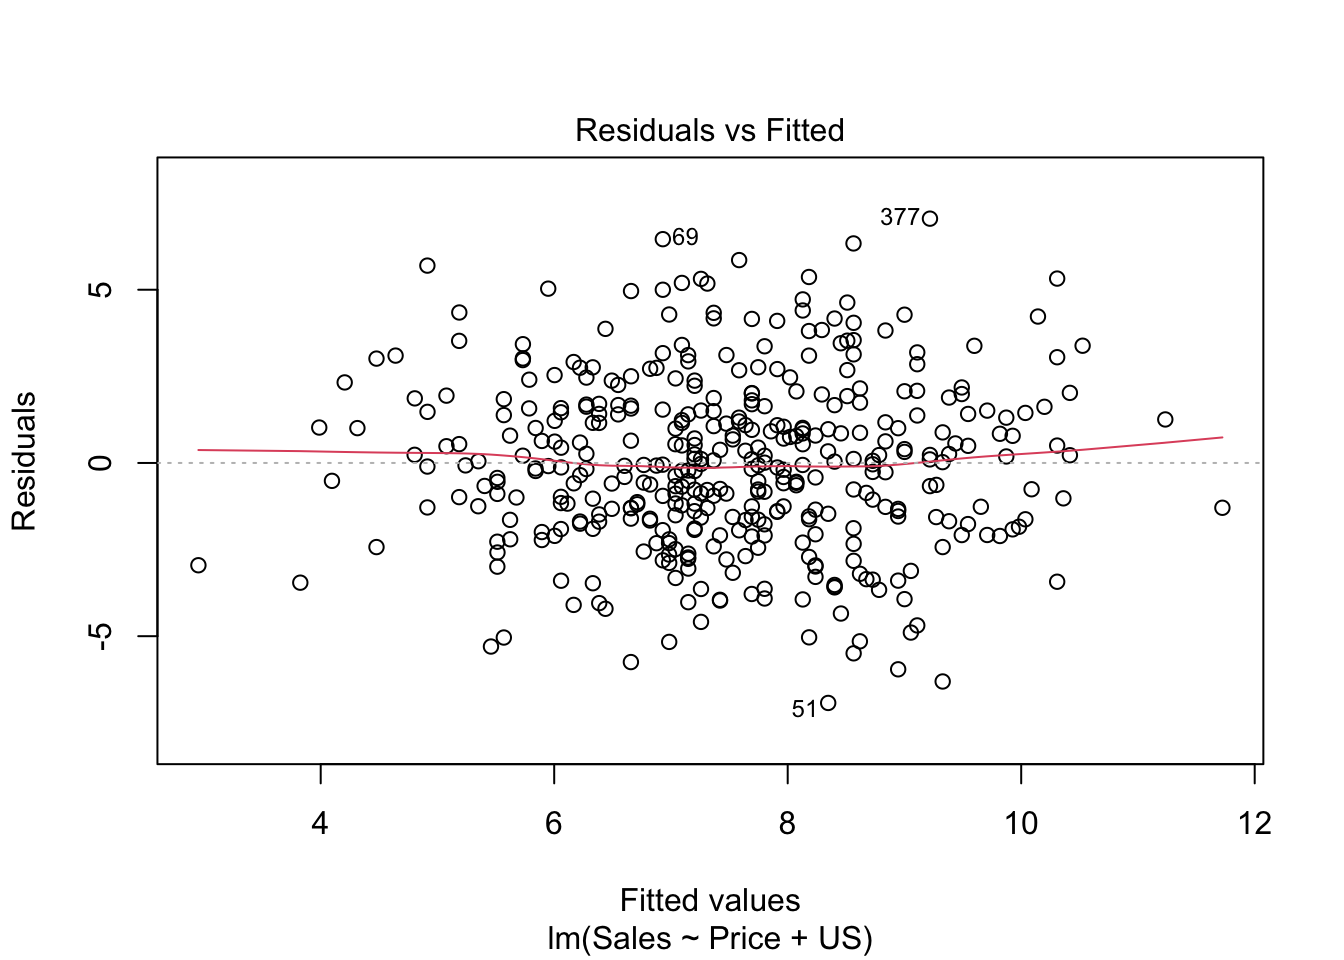 Residuals vs Fitted
377
69
5
0
-5
Residuals
51
4 6 8 10 12
Fitted values
lm(Sales ~ Price + US)